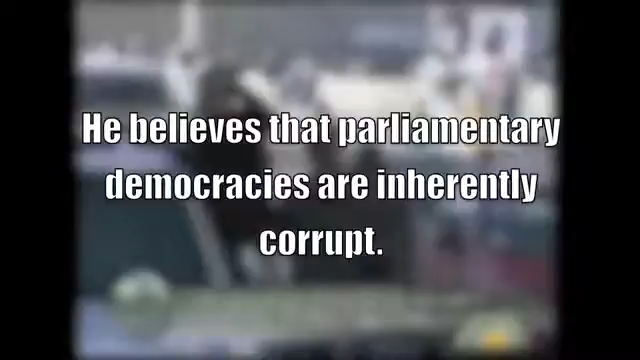 He believes that parliamentary
democracies are inherently
corrupt.